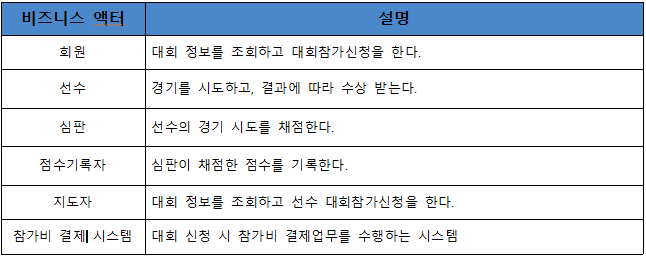 비즈니스 액터 설명
회원 대회 정보를 조회하고 대회참가신청을 한다.
선수 경기를 시도하고, 결과에 따라 수상 받는다.
심판 선수의 경기 시도를 채점한다.
점수기록자 심판이 채점한 점수를 기록한다.
지도자 대회 정보를 조회하고 선수 대회참가신청을 한다.
참가비 결제 시스템 대회 신청 시 참가비 결제업무를 수행하는 시스템